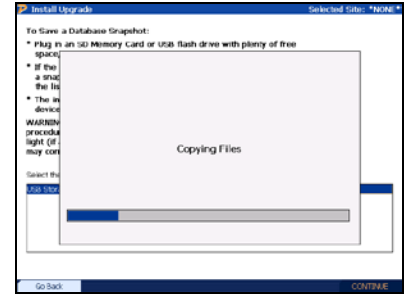 Install Upgrade
Selected Site: *NONE*
To Save a Database Snapshot:
* Plug in an SD Memory Card or USB flash drive with plenty of free
space,
* If the
a snap
the lis
* The in
device
WARNIN
procedu
light (if
may corr
Select the
USB Stor
Copying Files
Go Back
CONTINUE